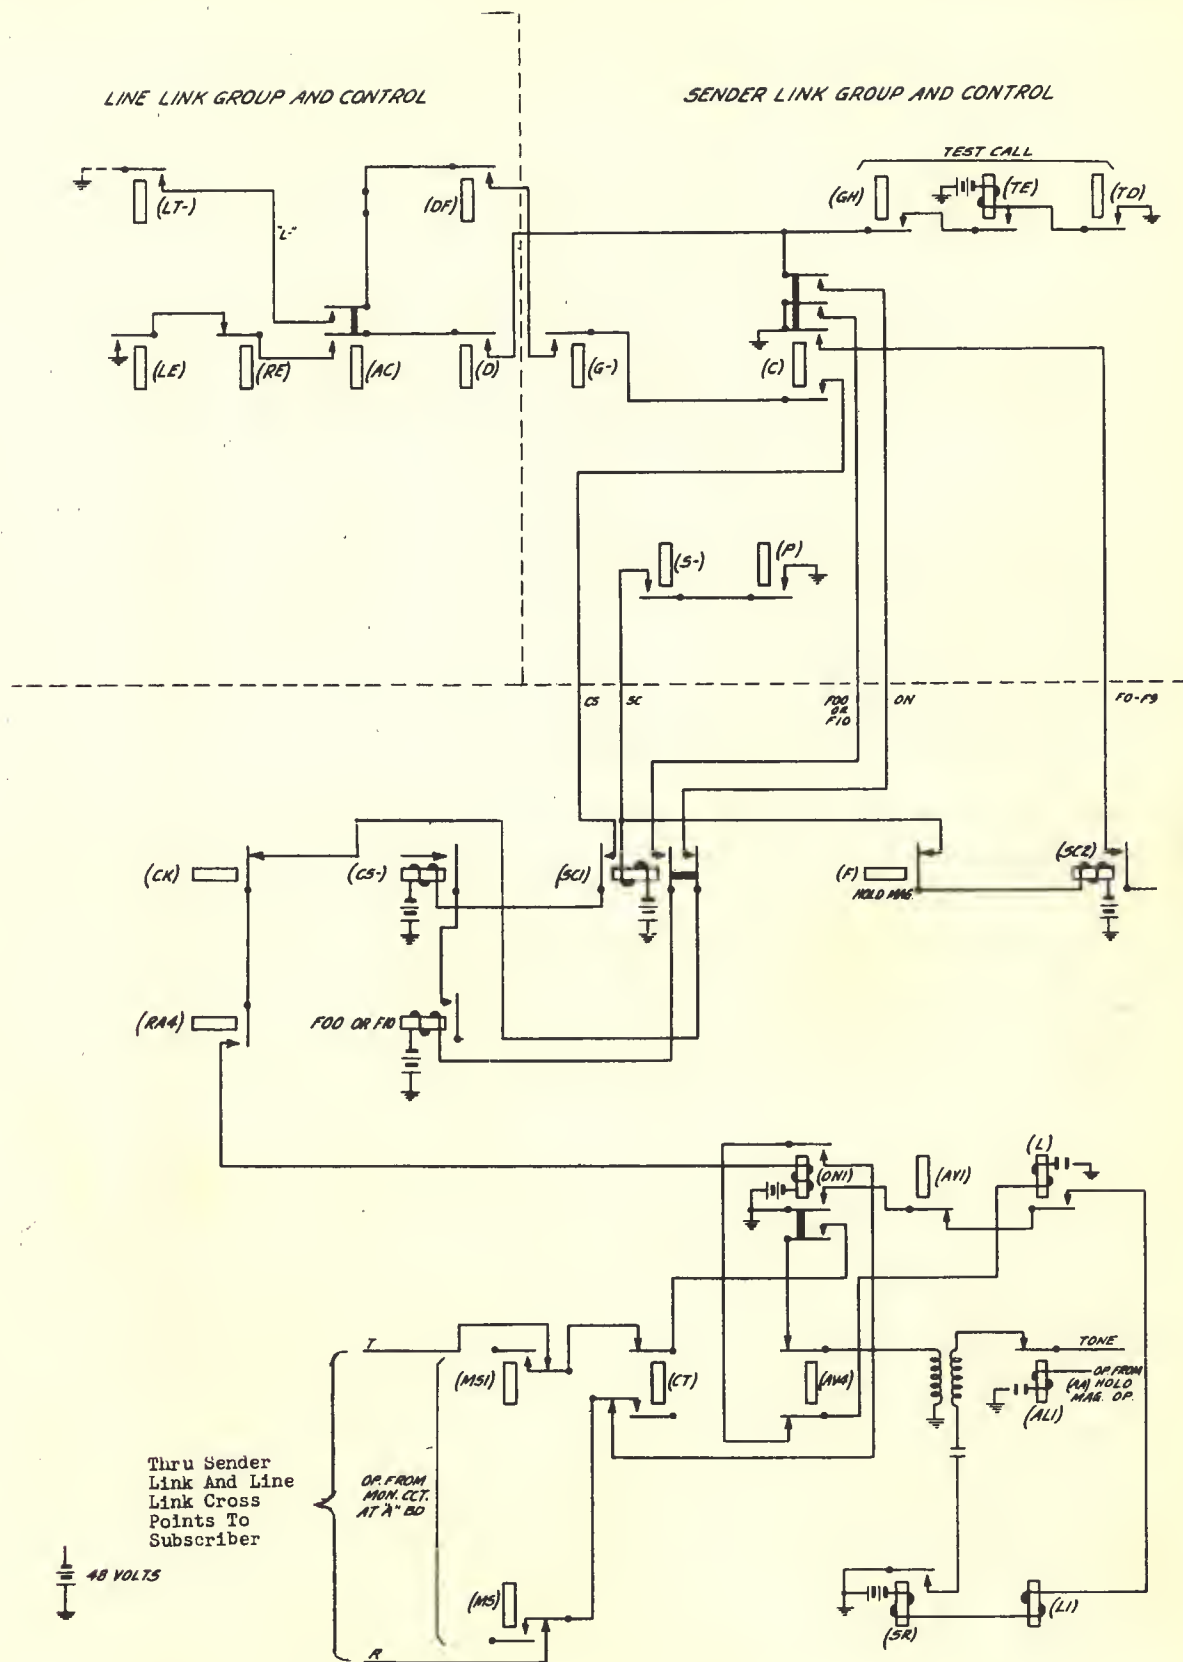 LINE LINK GROUP AND CONTROL
SENDER LINK GROUP AND CONTROL
TEST CALL
(LT-)
(DF)
(GH)
(TE)
(TD)
"L-"
(LE)
(RE)
(AC)
(D)
(G-)
(C)
(S-)
(P)
CS
SC
F00
OR
F10
ON
F0-F9
(CK)
(CS-)
(SC1)
(F)
HOLD MAG.
(SC2)
(RA4)
F00 OR F10
(ON1)
(AV1)
(L)
T
(MS1)
(CT)
(AV4)
TONE
OP. FROM
(AA) HOLD
MAG. OP.
(AL1)
Thru Sender
Link And Line
Link Cross
Points To
Subscriber
OP. FROM
MON. CCT.
AT "A" BD
48 VOLTS
(MS)
(SR)
(L1)
R